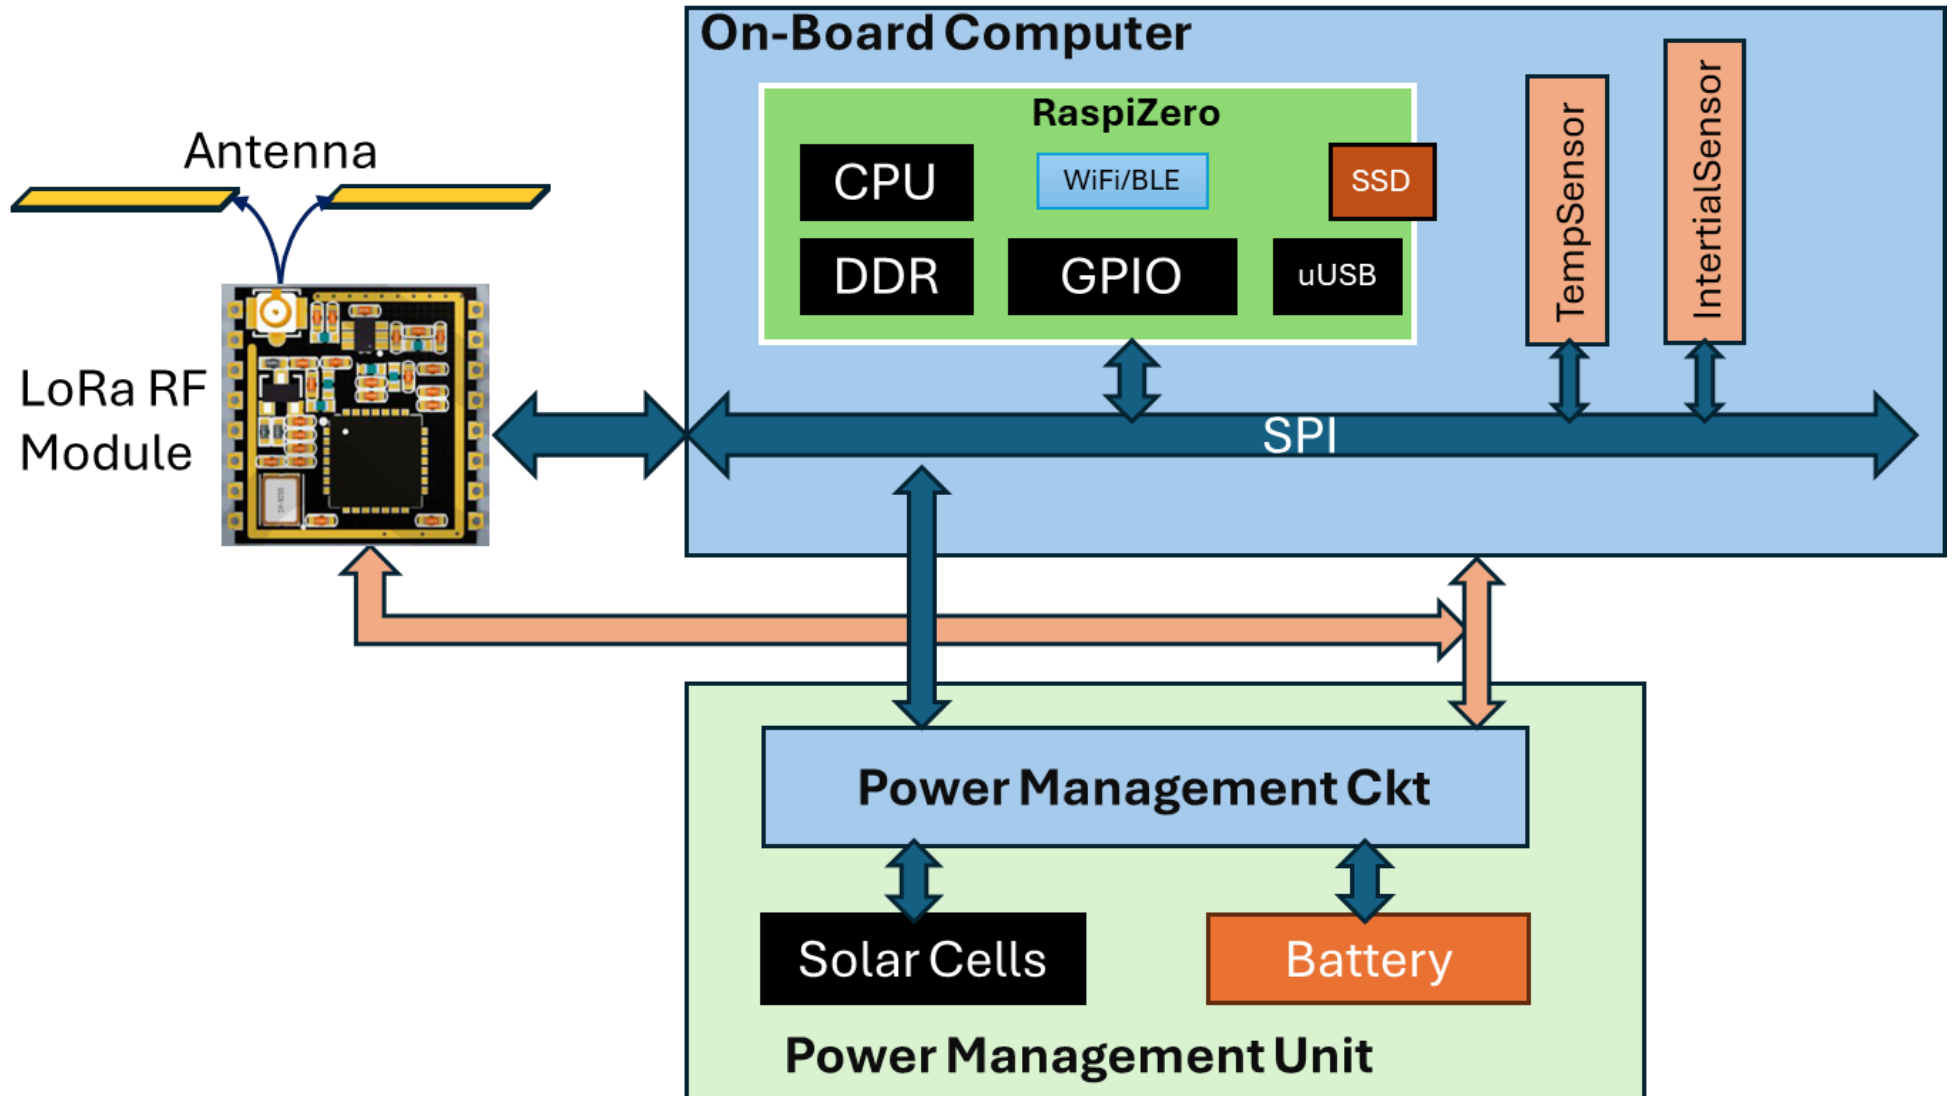 On-Board Computer
RaspiZero
CPU
WiFi/BLE
SSD
DDR
GPIO
uUSB
TempSensor
IntertialSensor
Antenna
LoRa RF
Module
SPI
Power Management Ckt
Solar Cells
Battery
Power Management Unit